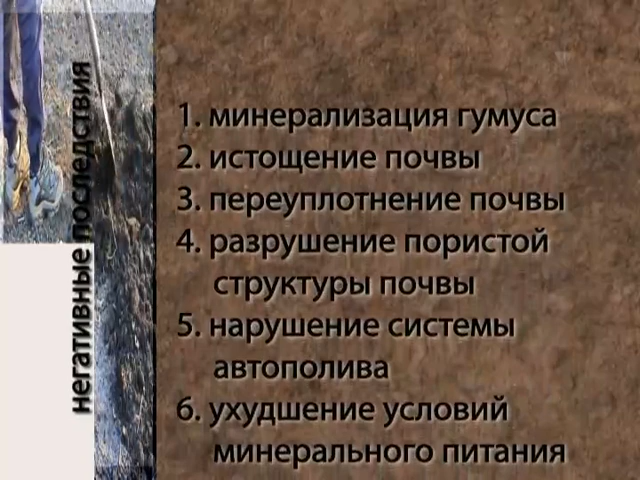 негативные последствия
1. минерализация гумуса
2. истощение почвы
3. переуплотнение почвы
4. разрушение пористой
структуры почвы
5. нарушение системы
автополива
6. ухудшение условий
минерального питания